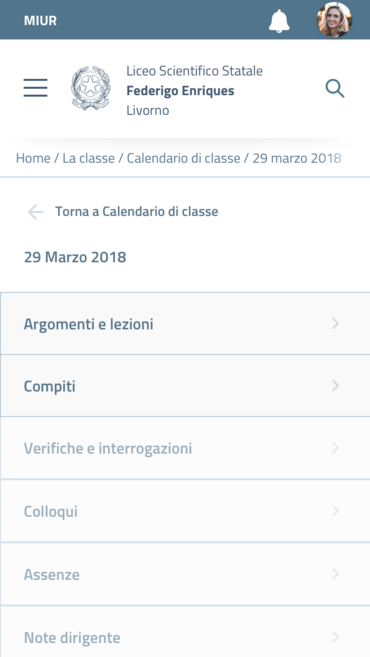 MIUR
Liceo Scientifico Statale
Federigo Enriques
Livorno
Home / La classe / Calendario di classe / 29 marzo 2018
Torna a Calendario di classe
29 Marzo 2018
Argomenti e lezioni
Compiti
Verifiche e interrogazioni
Colloqui
Assenze
Note dirigente